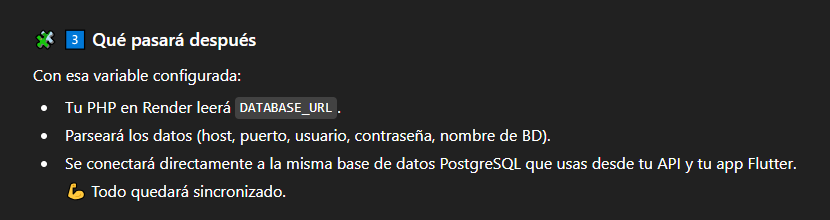 🧩 3️⃣ Qué pasará después
Con esa variable configurada:
• Tu PHP en Render leerá DATABASE_URL.
• Parseará los datos (host, puerto, usuario, contraseña, nombre de BD).
• Se conectará directamente a la misma base de datos PostgreSQL que usas desde tu API y tu app Flutter.
💪 Todo quedará sincronizado.